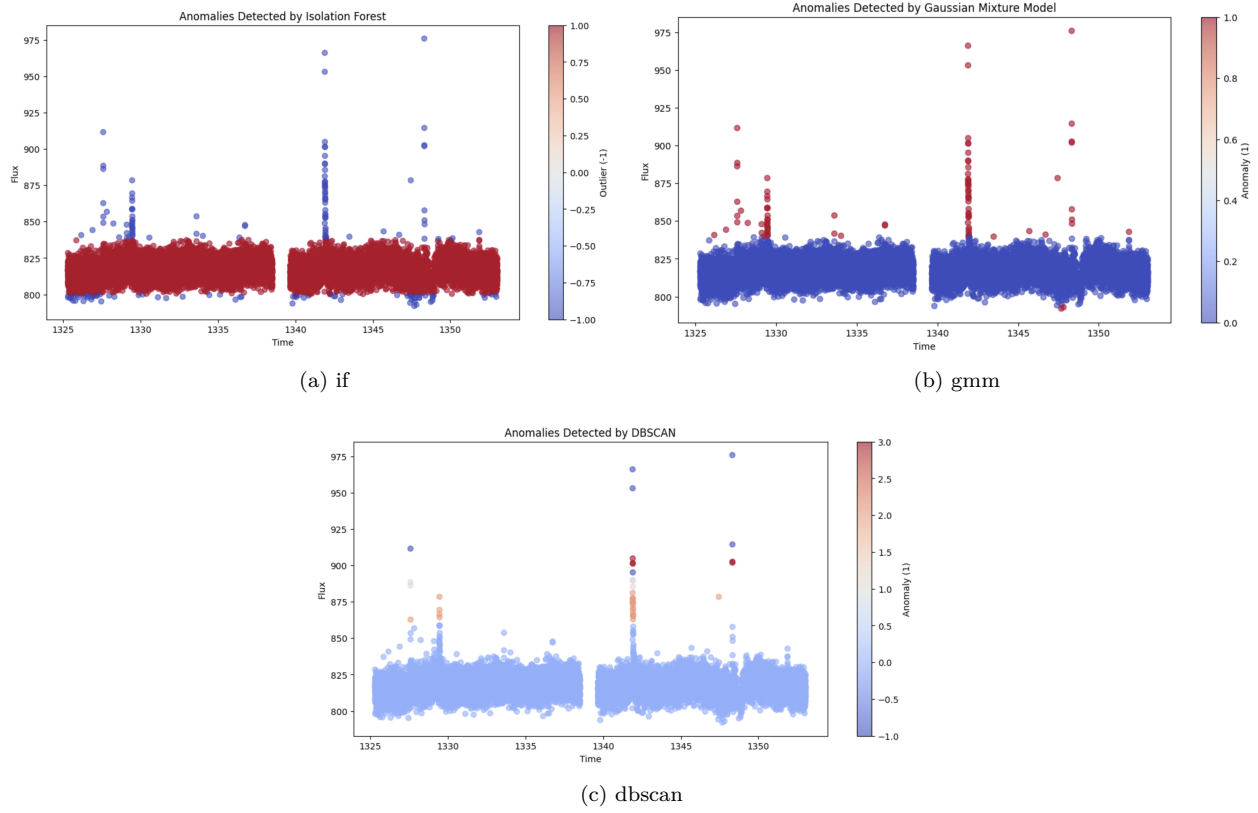 Anomalies Detected by Isolation Forest
975
950
925
900
875
850
825
800
Flux
1325 1330 1335 1340 1345 1350
Time
1.00
0.75
0.50
0.25
0.00
−0.25
−0.50
−0.75
−1.00
Outlier (-1)
(a) if
Anomalies Detected by Gaussian Mixture Model
975
950
925
900
875
850
825
800
Flux
1325 1330 1335 1340 1345 1350
Time
1.0
0.8
0.6
0.4
0.2
0.0
Anomaly (1)
(b) gmm
Anomalies Detected by DBSCAN
975
950
925
900
875
850
825
800
Flux
1325 1330 1335 1340 1345 1350
Time
3.0
2.5
2.0
1.5
1.0
0.5
0.0
−0.5
−1.0
Anomaly (1)
(c) dbscan